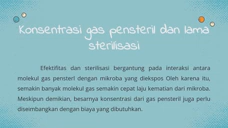 Konsentrasi gas pensteril dan lama
sterilisasi
Efektifitas dan sterilisasi bergantung pada interaksi antara
molekul gas pensteril dengan mikroba yang diekspos Oleh karena itu,
semakin banyak molekul gas semakin cepat laju kematian dari mikroba.
Meskipun demikian, besarnya konsentrasi dari gas pensteril juga perlu
diseimbangkan dengan biaya yang dibutuhkan.